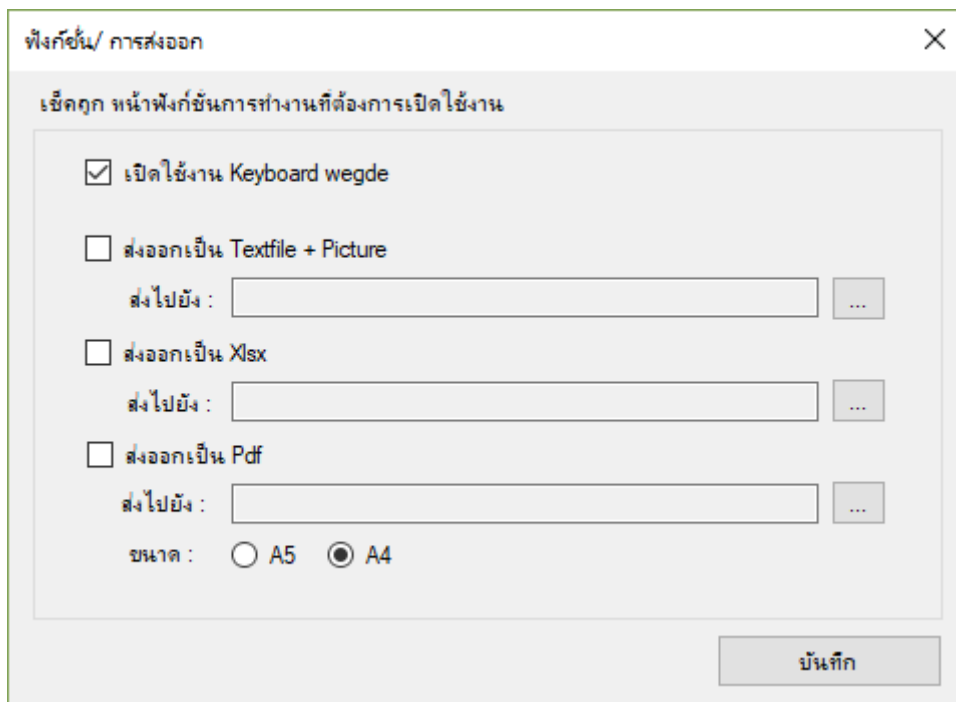 ฟังก์ชั่น/ การส่งออก
เช็คถูก หน้าฟังก์ชันการทำงานที่ต้องการเปิดใช้งาน
เปิดใช้งาน Keyboard wegde
ส่งออกเป็น Textfile + Picture
ส่งไปยัง : ...
ส่งออกเป็น Xlsx
ส่งไปยัง : ...
ส่งออกเป็น Pdf
ส่งไปยัง : ...
ขนาด : A5 A4
บันทึก